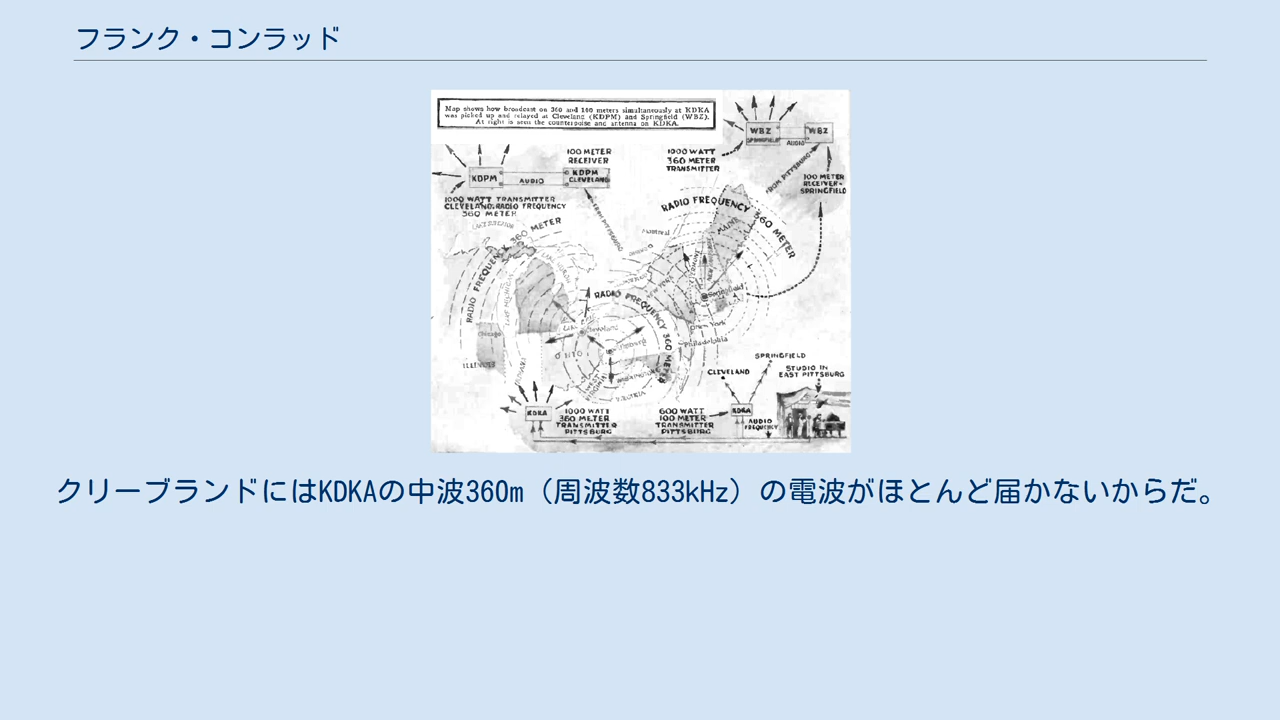 フランク・コンラッド
Map shows how broadcast on 360 and 100 meters simultaneously at KDKA
was picked up and relayed at Cleveland (KDPM) and Springfield (WBZ).
At right is seen the counterpoise and antenna on KDKA.
WBZ
SPRINGFIELD
AUDIO
WBZ
1000 WATT
360 METER
TRANSMITTER
FROM PITTSBURG
100 METER
RECEIVER-
SPRINGFIELD
100 METER
RECEIVER
KDPM
AUDIO
KDPM
CLEVELAND
1000 WATT TRANSMITTER
CLEVELAND, RADIO FREQUENCY
360 METER
FROM PITTSBURG
RADIO FREQUENCY 360 METER
RADIO FREQUENCY 360 METER
RADIO FREQUENCY 360 METER
Montreal
MAINE
VERMONT
Springfield
New York
Philadelphia
Cleveland
OHIO
Chicago
ILLINOIS
VIRGINIA
KDKA
1000 WATT
360 METER
TRANSMITTER
PITTSBURG
600 WATT
100 METER
TRANSMITTER
PITTSBURG
KDKA
CLEVELAND
SPRINGFIELD
STUDIO IN
EAST PITTSBURG
AUDIO
FREQUENCY
クリーブランドにはKDKAの中波360m（周波数833kHz）の電波がほとんど届かないからだ。